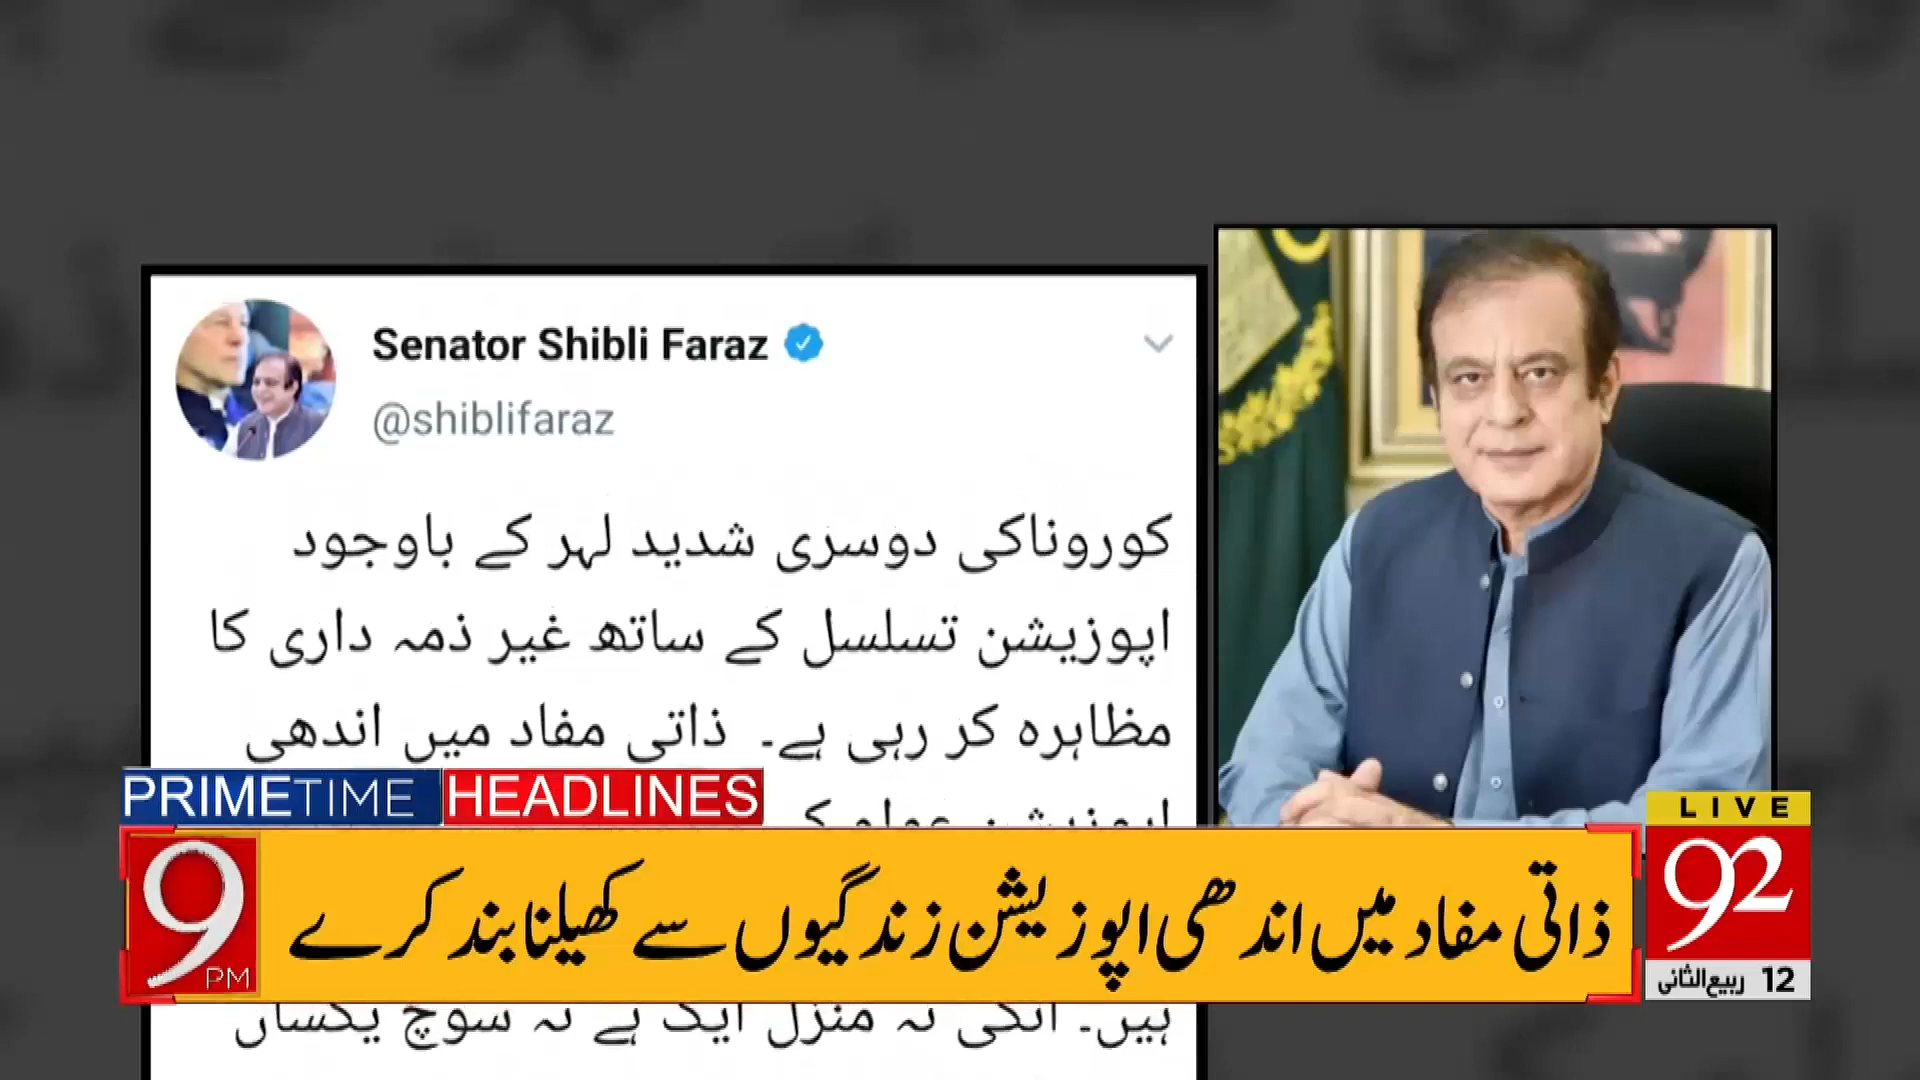 Senator Shibli Faraz
@shiblifaraz
کوروناکی دوسری شدید لہر کے باوجود
اپوزیشن تسلسل کے ساتھ غیر ذمہ داری کا
مظاہرہ کر رہی ہے۔ ذاتی مفاد میں اندھی
PRIMETIME HEADLINES
LIVE
9 PM
ذاتی مفاد میں اندھی اپوزیشن زندگیوں سے کھیلنا بند کرے
92
12 ربیع الثانی
ہیں۔ انکی نہ منزل ایک ہے نہ سوچ یکساں